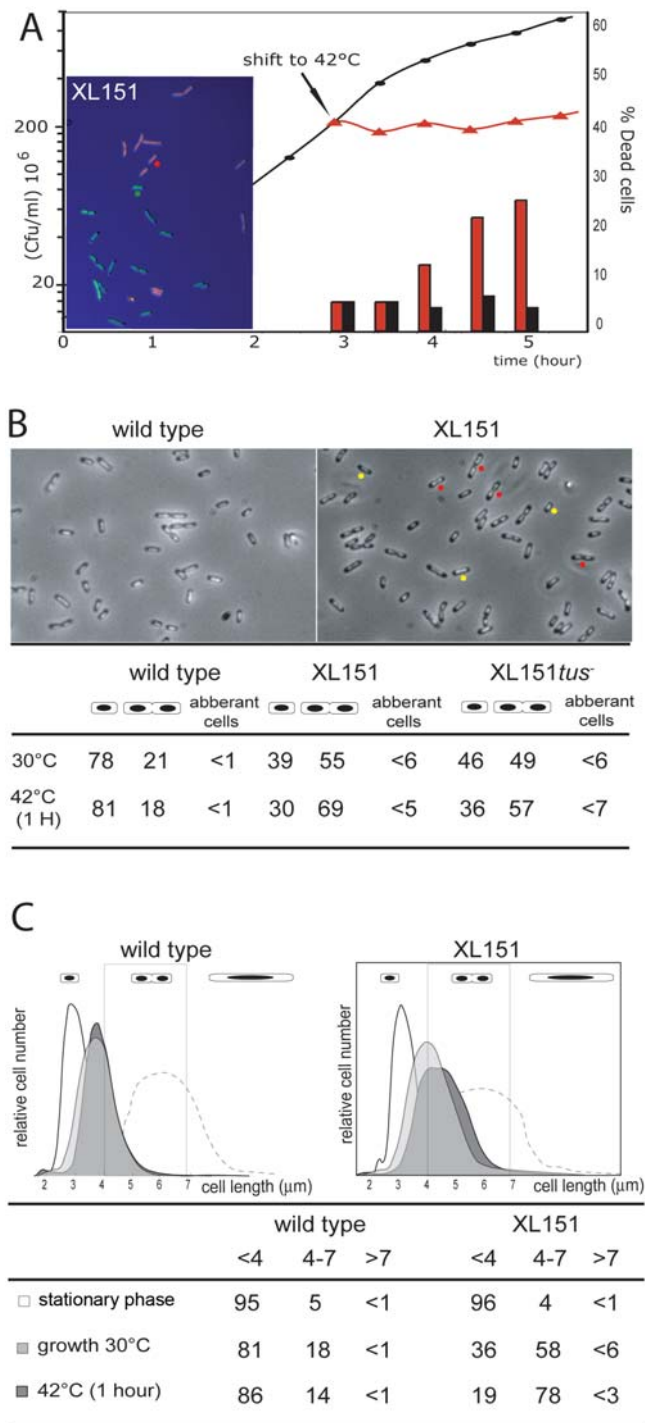 A
XL151
shift to 42°C
(Cfu/ml) 10⁶
200
20
60
50
40
30
20
10
0
% Dead cells
0 1 2 3 4 5
time (hour)
B
wild type XL151
wild type XL151 XL151tus-
abberant cells abberant cells abberant cells
30°C 78 21 <1 39 55 <6 46 49 <6
42°C (1 H) 81 18 <1 30 69 <5 36 57 <7
C
wild type XL151
relative cell number relative cell number
2 3 4 5 6 7 cell length (μm) 2 3 4 5 6 7 cell length (μm)
wild type XL151
<4 4-7 >7 <4 4-7 >7
stationary phase 95 5 <1 96 4 <1
growth 30°C 81 18 <1 36 58 <6
42°C (1 hour) 86 14 <1 19 78 <3